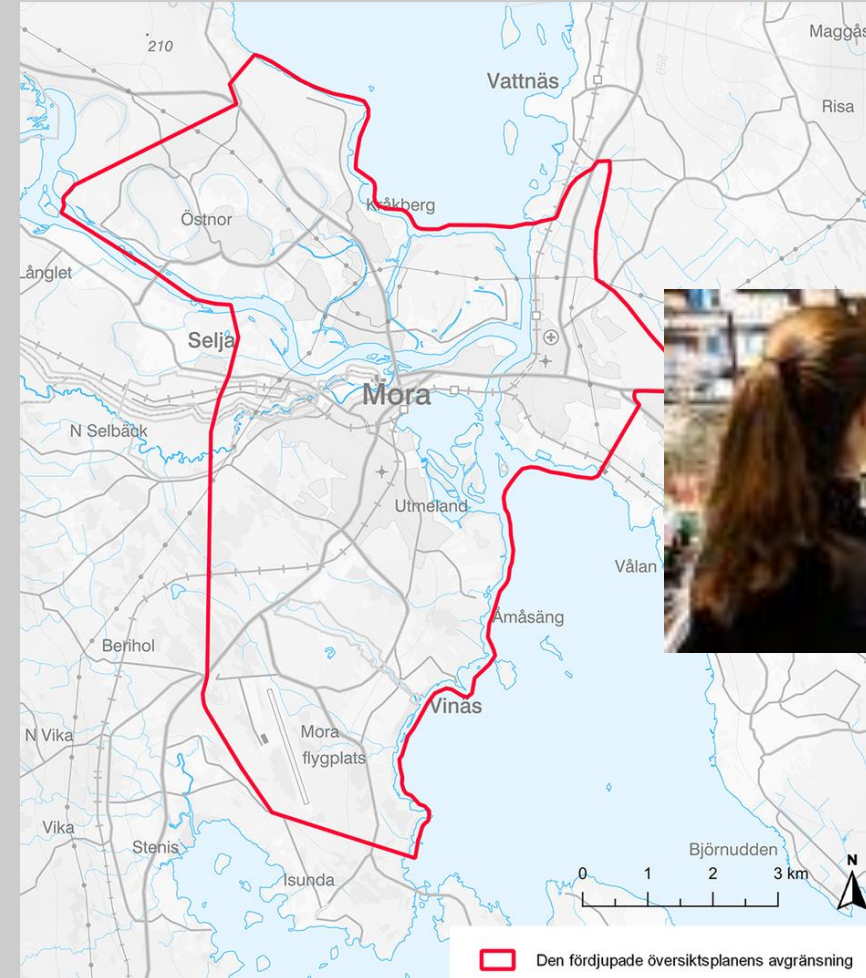 210
Maggås
Vattnäs
Risa
Kråkberg
Östnor
Långlet
Selja
Mora
N Selbäck
Utmeland
Vålan
Åmåsäng
Berihol
Vinäs
N Vika
Mora
flygplats
Vika
Stenis
Björnudden
Isunda
0 1 2 3 km
N
Den fördjupade översiktsplanens avgränsning